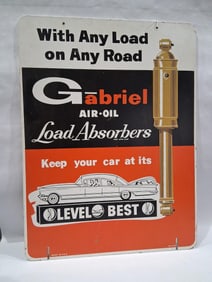 With Any Load
on Any Road
Gabriel
AIR-OIL
Load Absorbers
Keep your car at its
LEVEL BEST